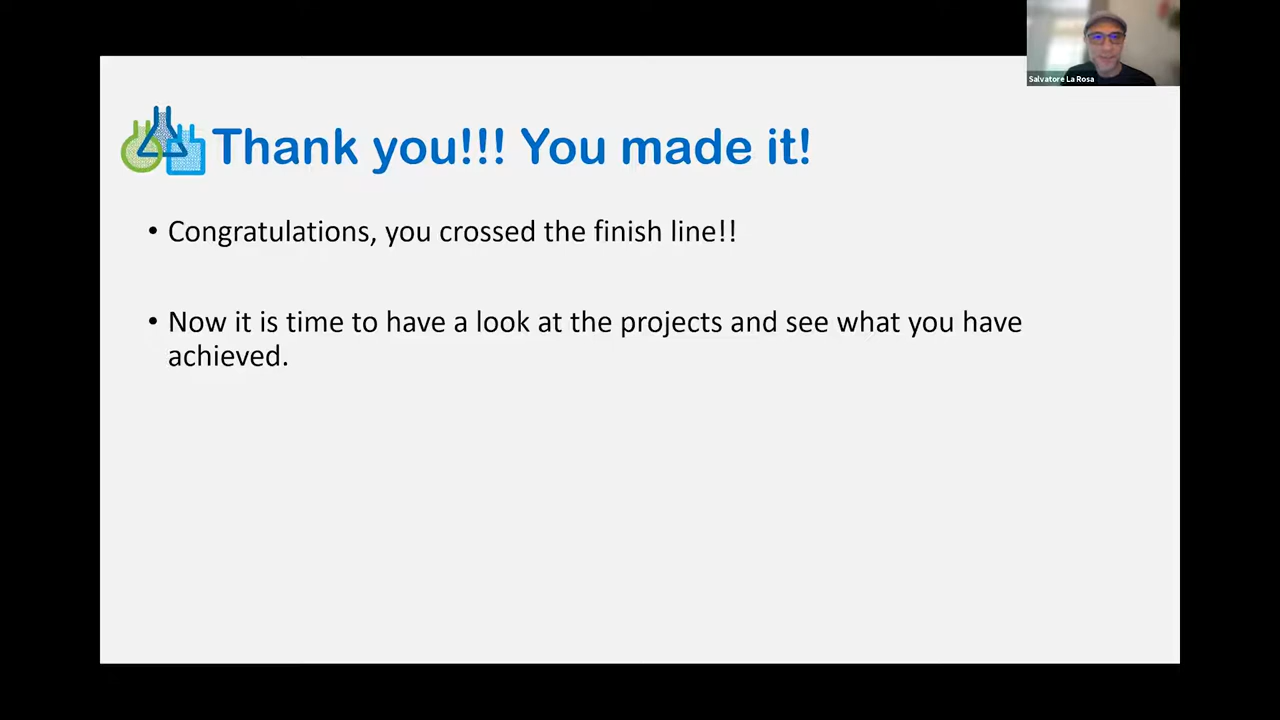 Salvatore La Rosa
Thank you!!! You made it!
• Congratulations, you crossed the finish line!!
• Now it is time to have a look at the projects and see what you have
achieved.